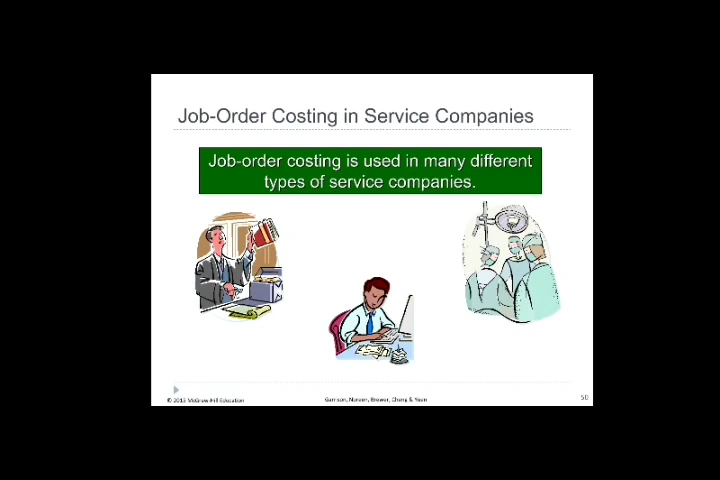 Job-Order Costing in Service Companies
Job-order costing is used in many different
types of service companies.
© 2015 McGraw-Hill Education
Garrison, Noreen, Brewer, Cheng & Yuen
50